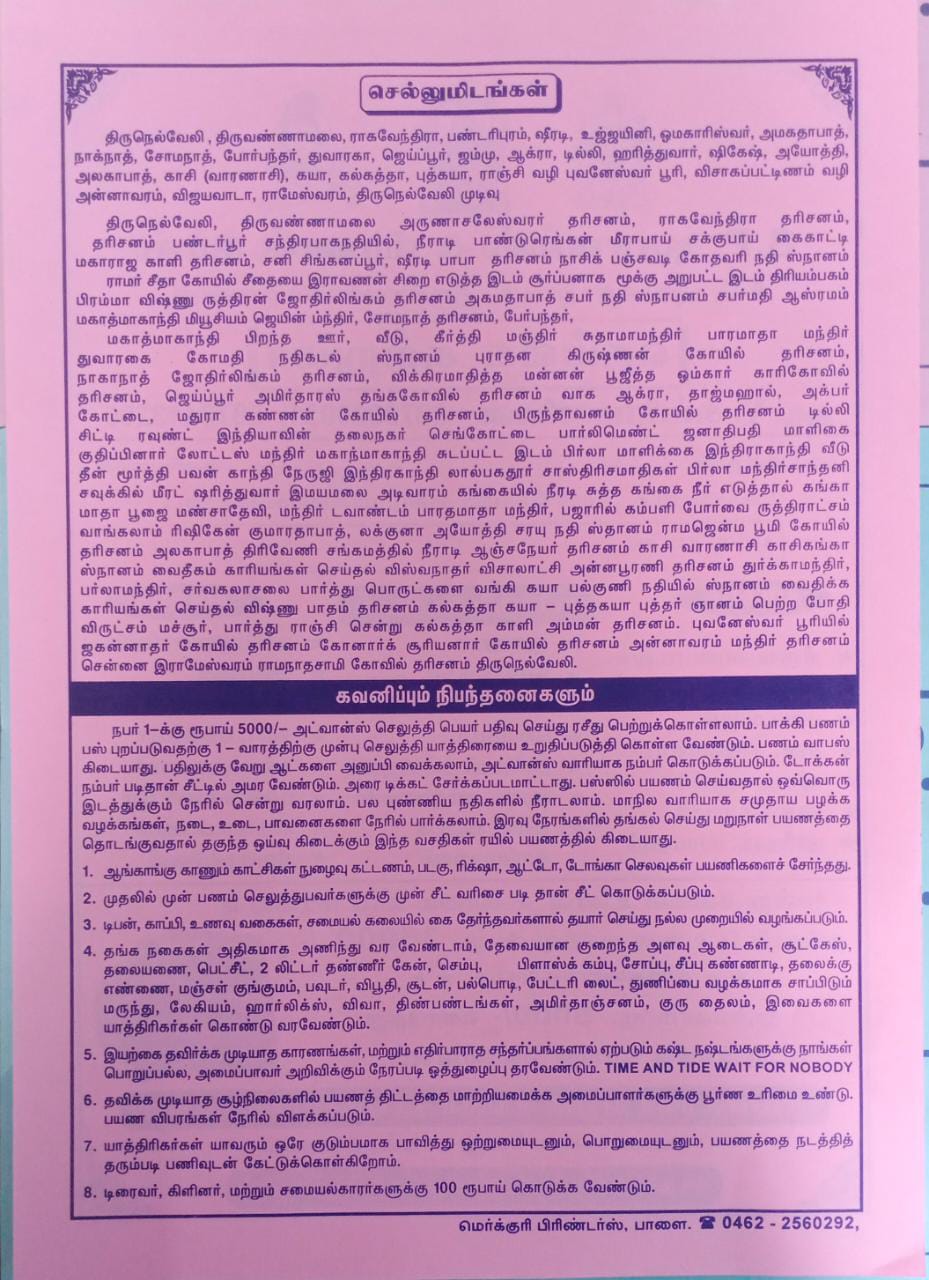 செல்லுமிடங்கள்
திருநெல்வேலி , திருவண்ணாமலை, ராகவேந்திரா, பண்டரிபுரம், ஷீரடி, உஜ்ஜயினி, ஒமகாரிஸ்வர், அமகதாபாத்,
நாக்நாத், சோமநாத், போர்பந்தர், துவாரகா, ஜெய்ப்பூர், ஜம்மு, ஆக்ரா, டில்லி, ஹரித்துவார், ஷிகேஷ், அயோத்தி,
அலகாபாத், காசி (வாரணாசி), கயா, கல்கத்தா, புத்கயா, ராஞ்சி வழி புவனேஸ்வர் பூரி, விசாகப்பட்டிணம் வழி
அன்னாவரம், விஜயவாடா, ராமேஸ்வரம், திருநெல்வேலி முடிவு
திருநெல்வேலி, திருவண்ணாமலை அருணாசலேஸ்வரர் தரிசனம், ராகவேந்திரா தரிசனம்,
தரிசனம் பண்டர்பூர் சந்திரபாகநதியில், நீராடி பாண்டுரெங்கன் மீராபாய் சக்குபாய் கைகாட்டி
மகாராஜ காளி தரிசனம், சனி சிங்கனப்பூர், ஷீரடி பாபா தரிசனம் நாசிக் பஞ்சவடி கோதவரி நதி ஸ்நானம்
ராமர் சீதா கோயில் சீதையை இராவணன் சிறை எடுத்த இடம் சூர்ப்பனாக மூக்கு அறுபட்ட இடம் திரியம்பகம்
பிரம்மா விஷ்ணு ருத்திரன் ஜோதிர்லிங்கம் தரிசனம் அகமதாபாத் சபர் நதி ஸ்நாபனம் சபர்மதி ஆஸ்ரமம்
மகாத்மாகாந்தி மியூசியம் ஜெயின் ம்ந்திர், சோமநாத் தரிசனம், பேர்பந்தர்,
மகாத்மாகாந்தி பிறந்த ஊர், வீடு, கீர்த்தி மஞ்திர் சுதாமாமந்திர் பாரமாதா மந்திர்
துவாரகை கோமதி நதிகடல் ஸ்நானம் புராதன கிருஷ்ணன் கோயில் தரிசனம்,
நாகாநாத் ஜோதிர்லிங்கம் தரிசனம், விக்கிரமாதித்த மன்னன் பூஜீத்த ஒம்கார் காரிகோவில்
தரிசனம், ஜெய்ப்பூர் அமிர்தாரஸ் தங்ககோவில் தரிசனம் வாக ஆக்ரா, தாஜ்மஹால், அக்பர்
கோட்டை, மதுரா கண்ணன் கோயில் தரிசனம், பிருந்தாவனம் கோயில் தரிசனம் டில்லி
சிட்டி ரவுண்ட் இந்தியாவின் தலைநகர் செங்கோட்டை பார்லிமெண்ட் ஜனாதிபதி மாளிகை
குதிப்பினார் லோட்டஸ் மந்திர் மகாந்மாகாந்தி சுடப்பட்ட இடம் பிர்லா மாளிக்கை இந்திராகாந்தி வீடு
தீன் மூர்த்தி பவன் காந்தி நேருஜி இந்திரகாந்தி லால்பகதூர் சாஸ்திரிசமாதிகள் பிர்லா மந்திர்சாந்தனி
சவுக்கில் மீரட் ஷரித்துவார் இமயமலை அடிவாரம் கங்கையில் நீரடி சுத்த கங்கை நீர் எடுத்தால் கங்கா
மாதா பூஜை மண்சாதேவி, மந்திர் டவாண்டம் பாரதமாதா மந்திர், பஜாரில் கம்பளி போர்வை ருத்திராட்சம்
வாங்கலாம் ரிஷிகேன் குமாரதாபாத், லக்குனா அயோத்தி சரயு நதி ஸ்தானம் ராமஜென்ம பூமி கோயில்
தரிசனம் அலகாபாத் திரிவேணி சங்கமத்தில் நீராடி ஆஞ்சநேயர் தரிசனம் காசி வாரணாசி காசிகங்கா
ஸ்நானம் வைதீகம் காரியங்கள் செய்தல் விஸ்வநாதர் விசாலாட்சி அன்னபூரணி தரிசனம் துர்க்காமந்திர்,
பர்லாமந்திர், சர்வகலாசலை பார்த்து பொருட்களை வங்கி கயா பல்குணி நதியில் ஸ்நானம் வைதிக்க
காரியங்கள் செய்தல் விஷ்ணு பாதம் தரிசனம் கல்கத்தா கயா – புத்தகயா புத்தர் ஞானம் பெற்ற போதி
விருட்சம் மச்சூர், பார்த்து ராஞ்சி சென்று கல்கத்தா காளி அம்மன் தரிசனம். புவனேஸ்வர் பூரியில்
ஜகன்னாதர் கோயில் தரிசனம் கோனார்க் சூரியனார் கோயில் தரிசனம் அன்னாவரம் மந்திர் தரிசனம்
சென்னை இராமேஸ்வரம் ராமநாதசாமி கோவில் தரிசனம் திருநெல்வேலி.
கவனிப்பும் நிபந்தனைகளும்
நபர் 1–க்கு ரூபாய் 5000/– அட்வான்ஸ் செலுத்தி பெயர் பதிவு செய்து ரசீது பெற்றுக்கொள்ளலாம். பாக்கி பணம்
பஸ் புறப்படுவதற்கு 1 – வாரத்திற்கு முன்பு செலுத்தி யாத்திரையை உறுதிப்படுத்தி கொள்ள வேண்டும். பணம் வாபஸ்
கிடையாது. பதிலுக்கு வேறு ஆட்களை அனுப்பி வைக்கலாம், அட்வான்ஸ் வாரியாக நம்பர் கொடுக்கப்படும். டோக்கன்
நம்பர் படிதான் சீட்டில் அமர வேண்டும். அரை டிக்கட் சேர்க்கப்படமாட்டாது. பஸ்ஸில் பயணம் செய்வதால் ஒவ்வொரு
இடத்துக்கும் நேரில் சென்று வரலாம். பல புண்ணிய நதிகளில் நீராடலாம். மாநில வாரியாக சமுதாய பழக்க
வழக்கங்கள், நடை, உடை, பாவனைகளை நேரில் பார்க்கலாம். இரவு நேரங்களில் தங்கல் செய்து மறுநாள் பயணத்தை
தொடங்குவதால் தகுந்த ஒய்வு கிடைக்கும் இந்த வசதிகள் ரயில் பயணத்தில் கிடையாது.
1. ஆங்காங்கு காணும் காட்சிகள் நுழைவு கட்டணம், படகு, ரிக்ஷா, ஆட்டோ, டோங்கா செலவுகள் பயணிகளைச் சேர்ந்தது.
2. முதலில் முன் பணம் செலுத்துபவர்களுக்கு முன் சீட் வரிசை படி தான் சீட் கொடுக்கப்படும்.
3. டிபன், காப்பி, உணவு வகைகள், சமையல் கலையில் கை தேர்ந்தவர்களால் தயார் செய்து நல்ல முறையில் வழங்கப்படும்.
4. தங்க நகைகள் அதிகமாக அணிந்து வர வேண்டாம், தேவையான குறைந்த அளவு ஆடைகள், சூட்கேஸ்,
தலையணை, பெட்சீட், 2 லிட்டர் தண்ணீர் கேன், செம்பு, பிளாஸ்க் கம்பு, சோப்பு, சீப்பு கண்ணாடி, தலைக்கு
எண்ணை, மஞ்சள் குங்குமம், பவுடர், விபூதி, சூடன், பல்பொடி, பேட்டரி லைட், துணிப்பை வழக்கமாக சாப்பிடும்
மருந்து, லேகியம், ஹார்லிக்ஸ், விவா, திண்பண்டங்கள், அமிர்தாஞ்சனம், குரு தைலம், இவைகளை
யாத்திரிகர்கள் கொண்டு வரவேண்டும்.
5. இயற்கை தவிர்க்க முடியாத காரணங்கள், மற்றும் எதிர்பாராத சந்தர்ப்பங்களால் ஏற்படும் கஷ்ட நஷ்டங்களுக்கு நாங்கள்
பொறுப்பல்ல, அமைப்பாவர் அறிவிக்கும் நேரப்படி ஒத்துழைப்பு தரவேண்டும். TIME AND TIDE WAIT FOR NOBODY
6. தவிக்க முடியாத சூழ்நிலைகளில் பயணத் திட்டத்தை மாற்றியமைக்க அமைப்பாளர்களுக்கு பூர்ண உரிமை உண்டு.
பயண விபரங்கள் நேரில் விளக்கப்படும்.
7. யாத்திரிகர்கள் யாவரும் ஒரே குடும்பமாக பாவித்து ஒற்றுமையுடனும், பொறுமையுடனும், பயணத்தை நடத்தித்
தரும்படி பணிவுடன் கேட்டுக்கொள்கிறோம்.
8. டிரைவர், கிளினர், மற்றும் சமையல்காரர்களுக்கு 100 ரூபாய் கொடுக்க வேண்டும்.
மெர்க்குரி பிரிண்டர்ஸ், பாளை. ☎ 0462 - 2560292,